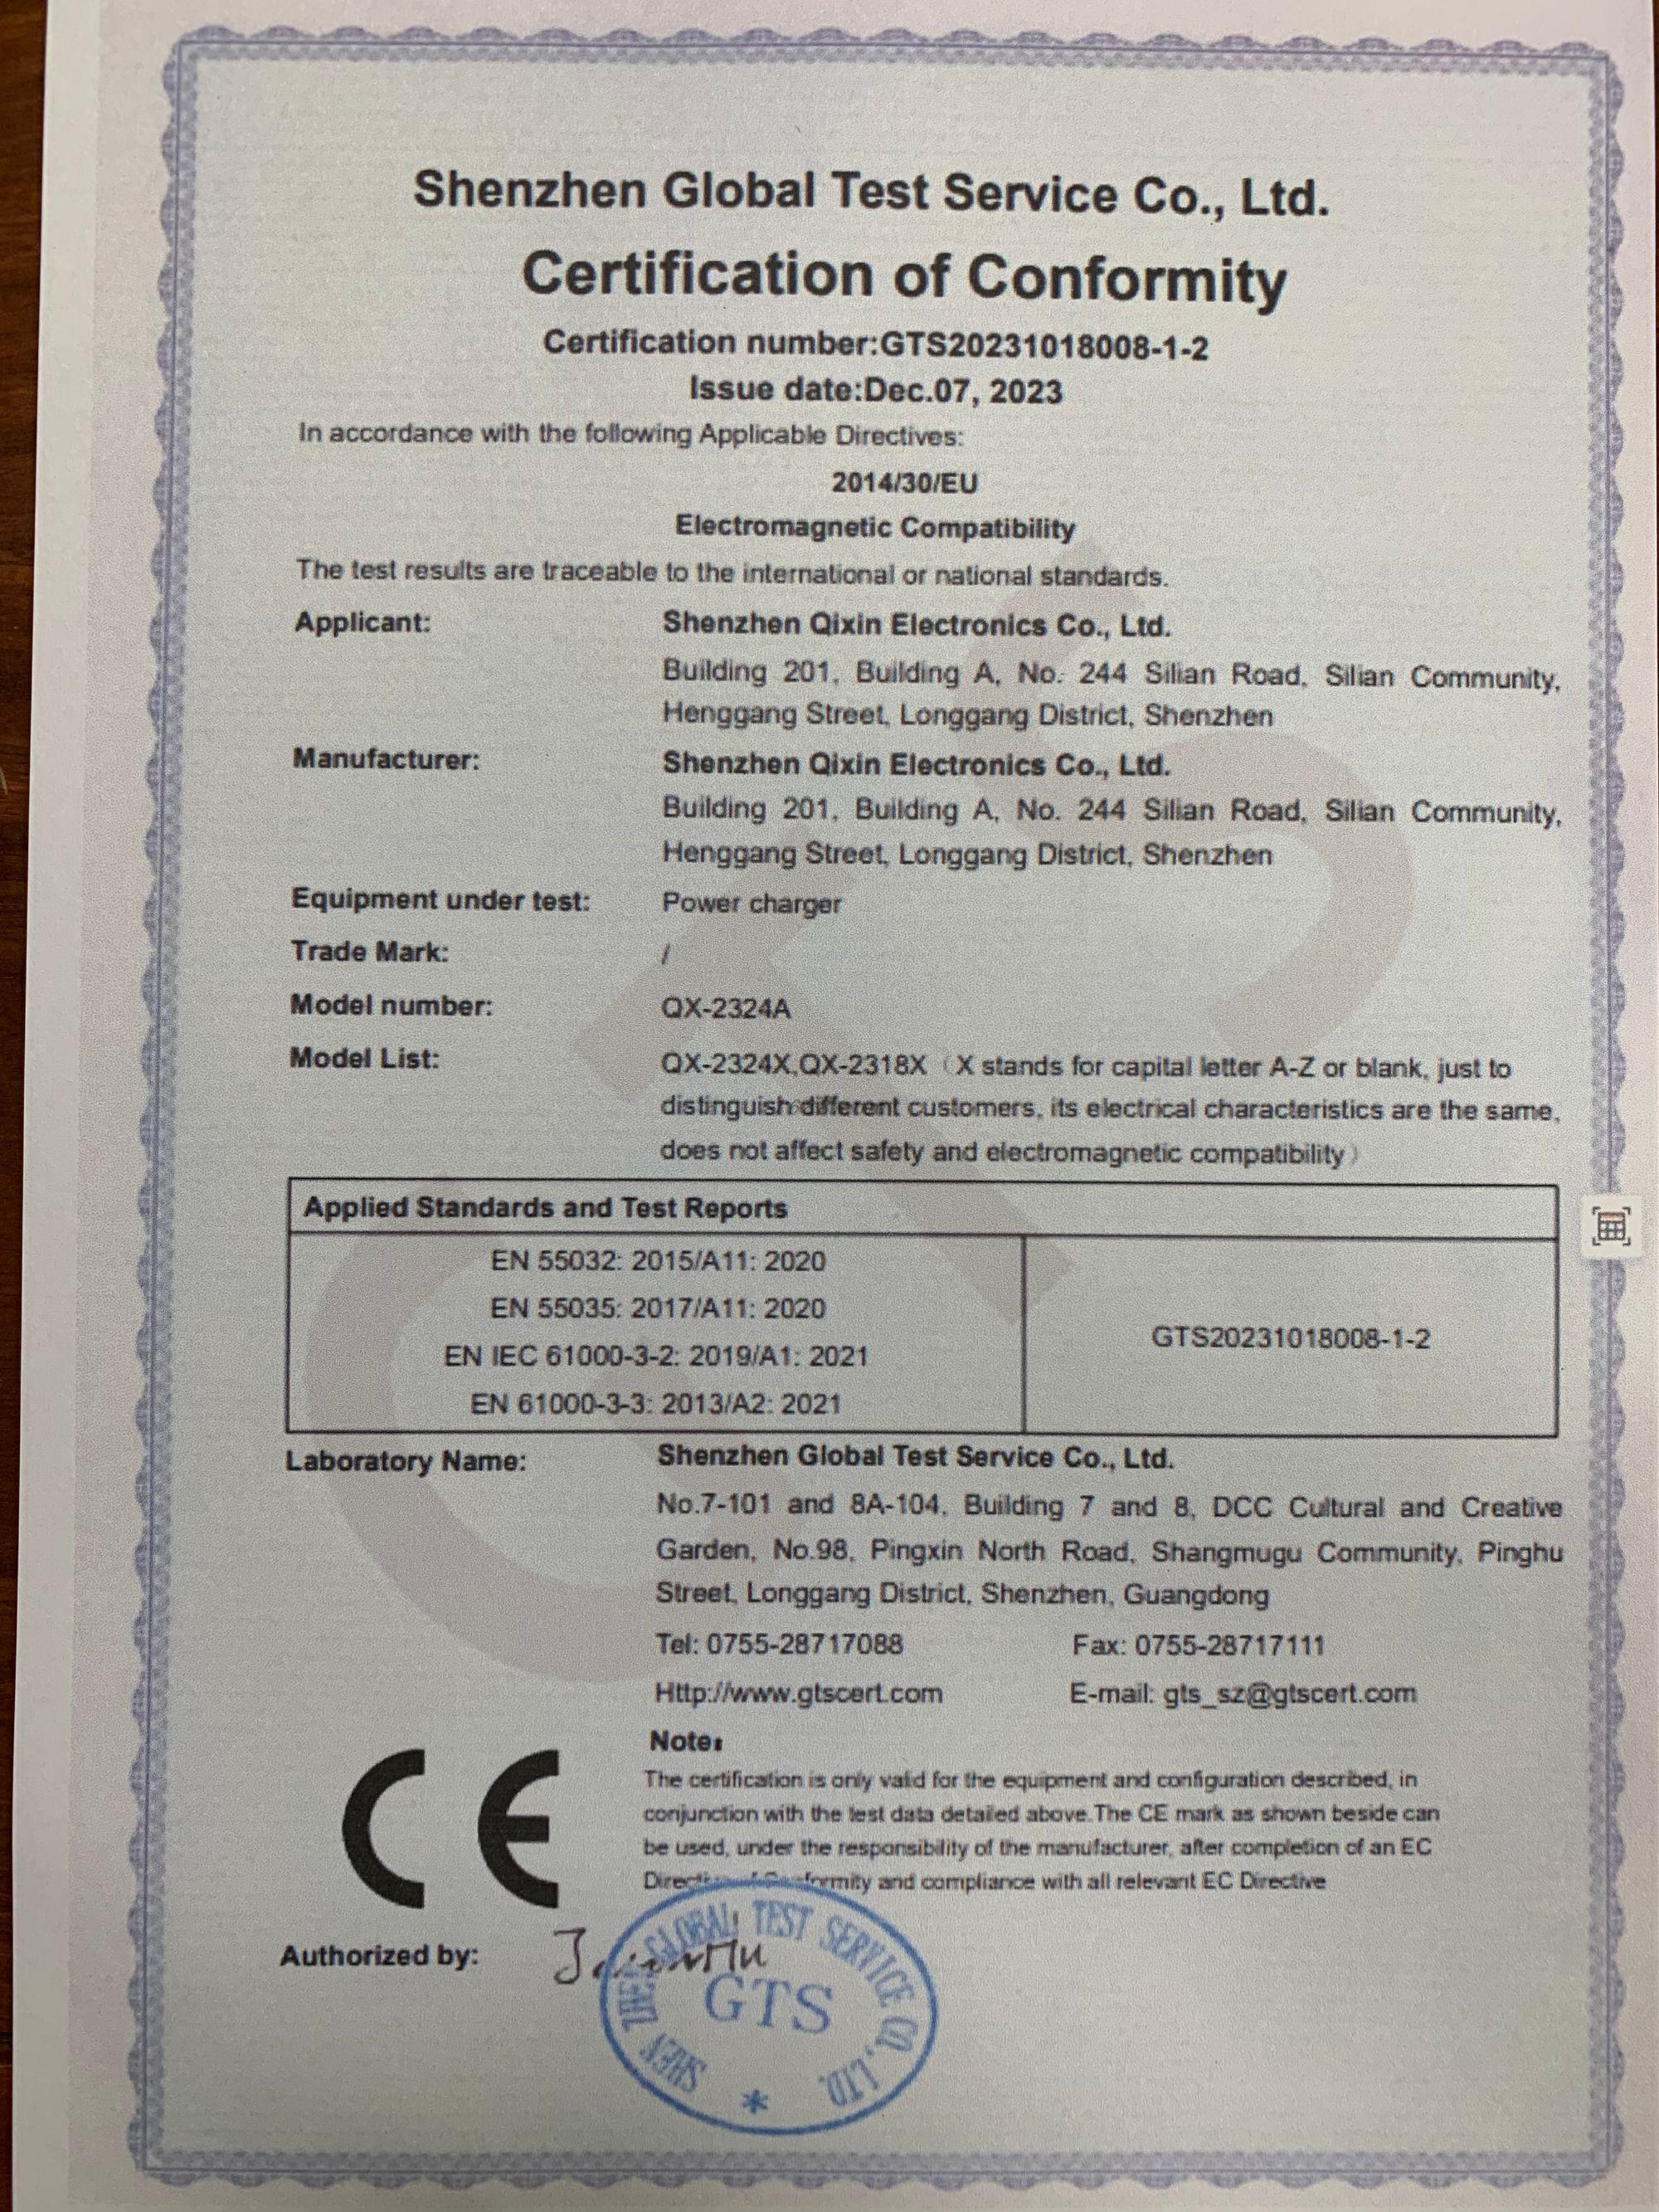 Shenzhen Global Test Service Co., Ltd.
Certification of Conformity
Certification number:GTS20231018008-1-2
Issue date:Dec.07, 2023
In accordance with the following Applicable Directives:
2014/30/EU
Electromagnetic Compatibility
The test results are traceable to the international or national standards.
Applicant: Shenzhen Qixin Electronics Co., Ltd.
Building 201, Building A, No. 244 Silian Road, Silian Community,
Henggang Street, Longgang District, Shenzhen
Manufacturer: Shenzhen Qixin Electronics Co., Ltd.
Building 201, Building A, No. 244 Silian Road, Silian Community,
Henggang Street, Longgang District, Shenzhen
Equipment under test: Power charger
Trade Mark: /
Model number: QX-2324A
Model List: QX-2324X,QX-2318X（X stands for capital letter A-Z or blank, just to
distinguish different customers, its electrical characteristics are the same,
does not affect safety and electromagnetic compatibility）
Applied Standards and Test Reports
EN 55032: 2015/A11: 2020
EN 55035: 2017/A11: 2020
EN IEC 61000-3-2: 2019/A1: 2021
EN 61000-3-3: 2013/A2: 2021
GTS20231018008-1-2
Laboratory Name: Shenzhen Global Test Service Co., Ltd.
No.7-101 and 8A-104, Building 7 and 8, DCC Cultural and Creative
Garden, No.98, Pingxin North Road, Shangmugu Community, Pinghu
Street, Longgang District, Shenzhen, Guangdong
Tel: 0755-28717088 Fax: 0755-28717111
Http://www.gtscert.com E-mail: gts_sz@gtscert.com
Note:
The certification is only valid for the equipment and configuration described, in
conjunction with the test data detailed above.The CE mark as shown beside can
be used, under the responsibility of the manufacturer, after completion of an EC
and compliance with all relevant EC Directive
CE
Authorized by:
SHEN ZHEN GLOBAL TEST SERVICE CO., LTD.
GTS